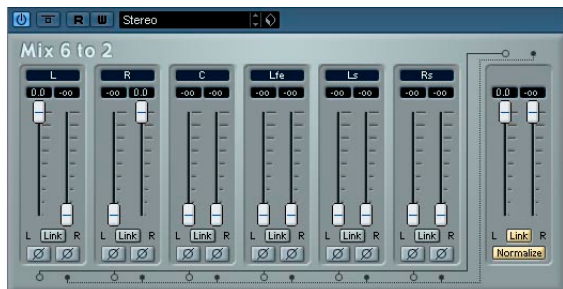 R W Stereo
Mix 6 to 2
L R C Lfe Ls Rs
0.0 -oo -oo 0.0 -oo -oo -oo -oo -oo -oo -oo -oo 0.0 -oo
L Link R L Link R L Link R L Link R L Link R L Link R L Link R
Normalize